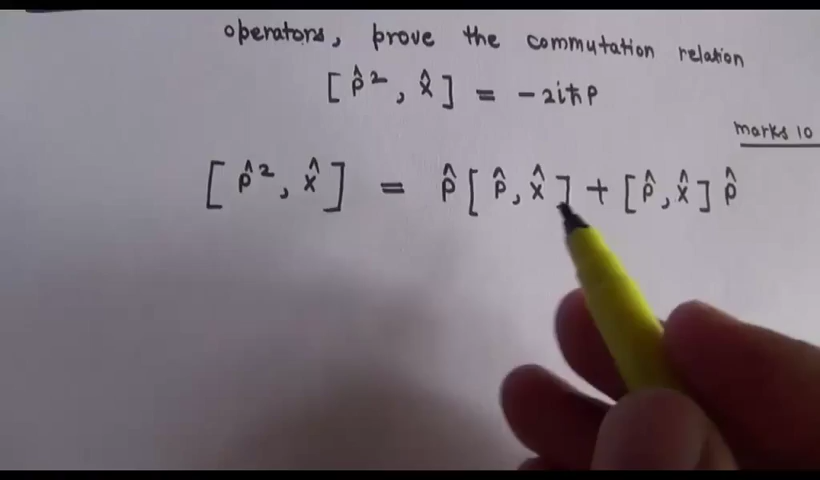 operators, prove the commutation relation
[p̂², x̂] = -2iħp
marks 10
[p̂², x̂] = p̂[p̂, x̂] + [p̂, x̂]p̂